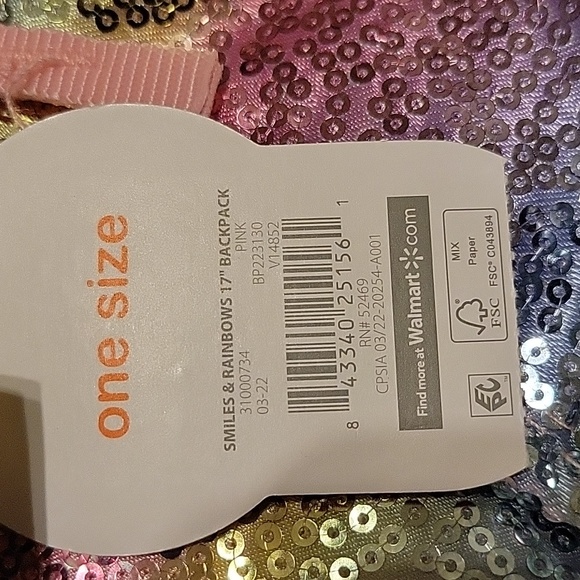 one size
SMILES & RAINBOWS 17" BACKPACK
31000734 PINK
03-22 BP223130
V14852
8 43340 25156 1
RN# 52469
CPSIA 03/22-20254-A001
Find more at Walmart.com
MIX
Paper
FSC
FSC® C043894
EPC™